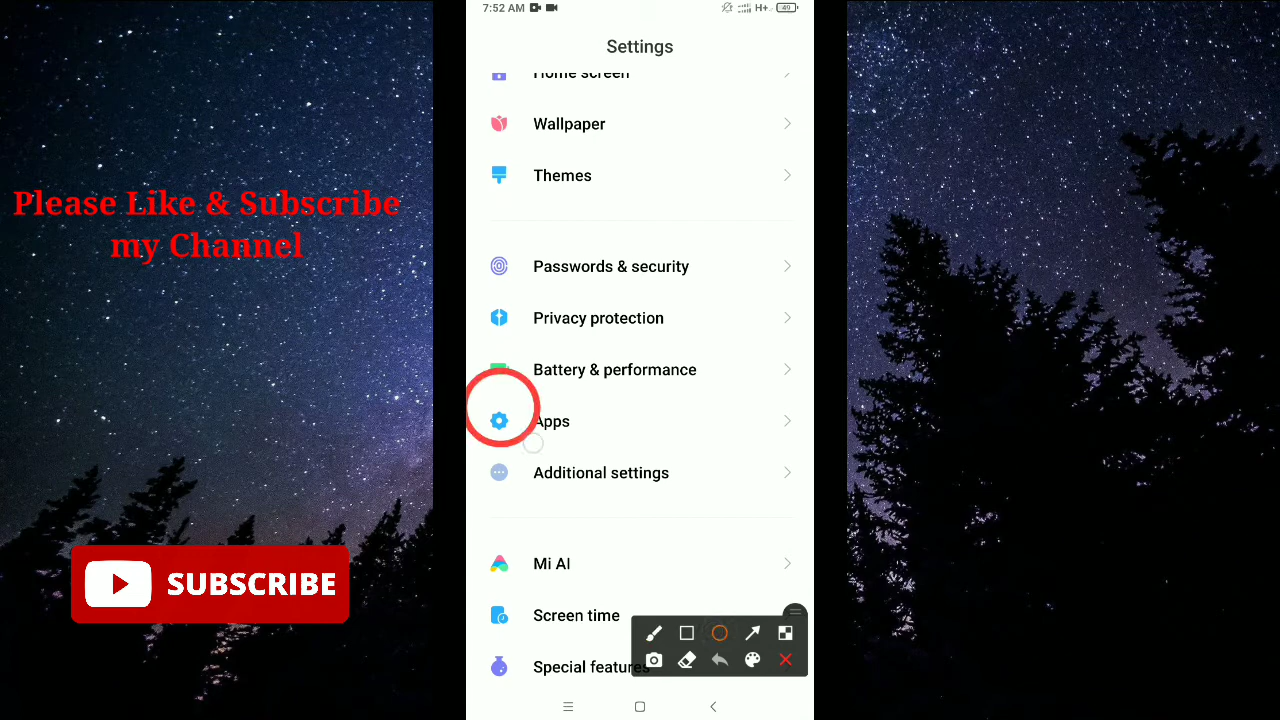 7:52 AM
H+
49
Settings
Home screen
Wallpaper
Themes
Please Like & Subscribe
my Channel
Passwords & security
Privacy protection
Battery & performance
Apps
Additional settings
Mi AI
SUBSCRIBE
Screen time
Special features